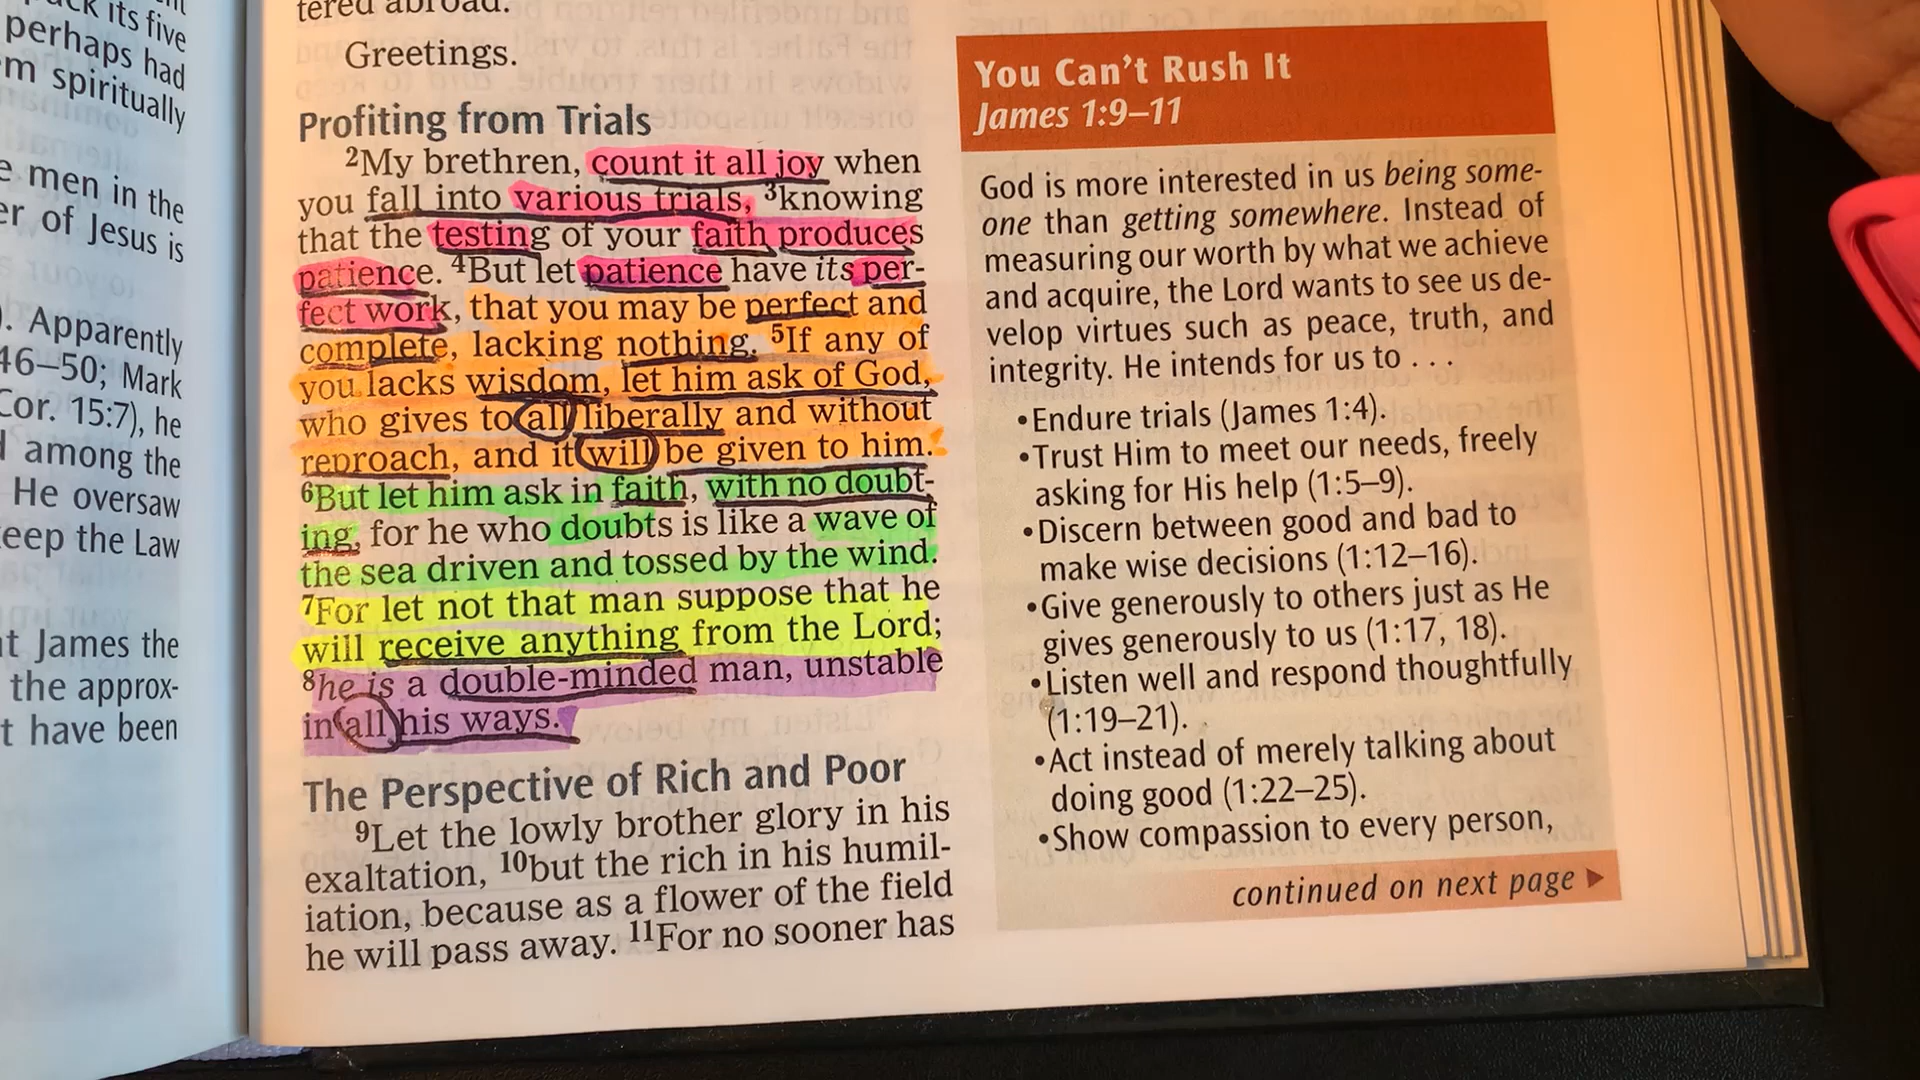 ck its five
perhaps had
m spiritually
men in the
er of Jesus is
). Apparently
46–50; Mark
Cor. 15:7), he
among the
He oversaw
eep the Law
at James the
the approx-
t have been
tered abroad.
Greetings.
Profiting from Trials
2My brethren, count it all joy when
you fall into various trials, 3knowing
that the testing of your faith produces
patience. 4But let patience have its per-
fect work, that you may be perfect and
complete, lacking nothing. 5If any of
you lacks wisdom, let him ask of God,
who gives to all liberally and without
reproach, and it will be given to him.
6But let him ask in faith, with no doubt-
ing, for he who doubts is like a wave of
the sea driven and tossed by the wind.
7For let not that man suppose that he
will receive anything from the Lord;
8he is a double-minded man, unstable
in all his ways.
The Perspective of Rich and Poor
9Let the lowly brother glory in his
exaltation, 10but the rich in his humil-
iation, because as a flower of the field
he will pass away. 11For no sooner has
You Can't Rush It
James 1:9–11
God is more interested in us being some-
one than getting somewhere. Instead of
measuring our worth by what we achieve
and acquire, the Lord wants to see us de-
velop virtues such as peace, truth, and
integrity. He intends for us to . . .
•Endure trials (James 1:4).
•Trust Him to meet our needs, freely
asking for His help (1:5–9).
•Discern between good and bad to
make wise decisions (1:12–16).
•Give generously to others just as He
gives generously to us (1:17, 18).
•Listen well and respond thoughtfully
(1:19–21).
•Act instead of merely talking about
doing good (1:22–25).
•Show compassion to every person,
continued on next page ▶